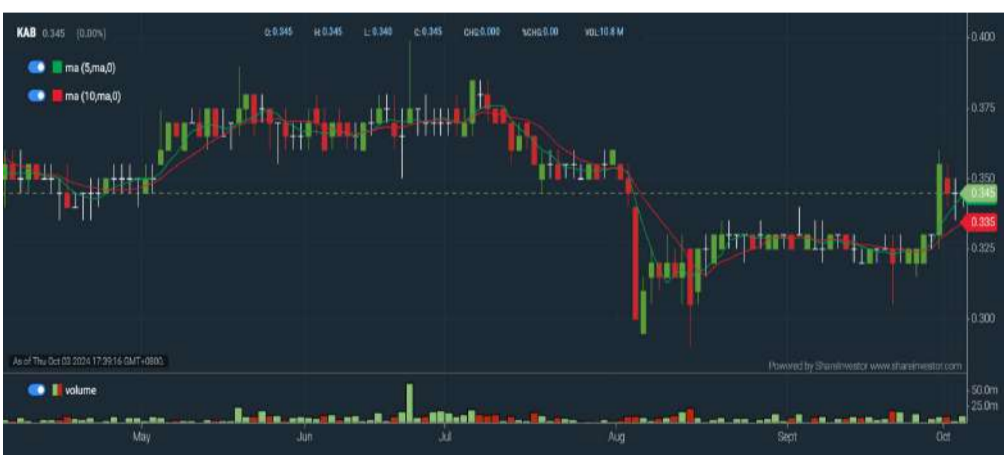 KAB 0.345 (0.00%) O: 0.345 H: 0.345 L: 0.340 C: 0.345 CHG: 0.000 %CHG: 0.00 VOL: 10.8 M
ma (5,ma,0)
ma (10,ma,0)
0.400
0.375
0.350
0.345
0.335
0.325
0.300
As of Thu Oct 03 2024 17:39:16 GMT+0800.
Powered by ShareInvestor www.shareinvestor.com
volume
50.0m
25.0m
May Jun Jul Aug Sept Oct